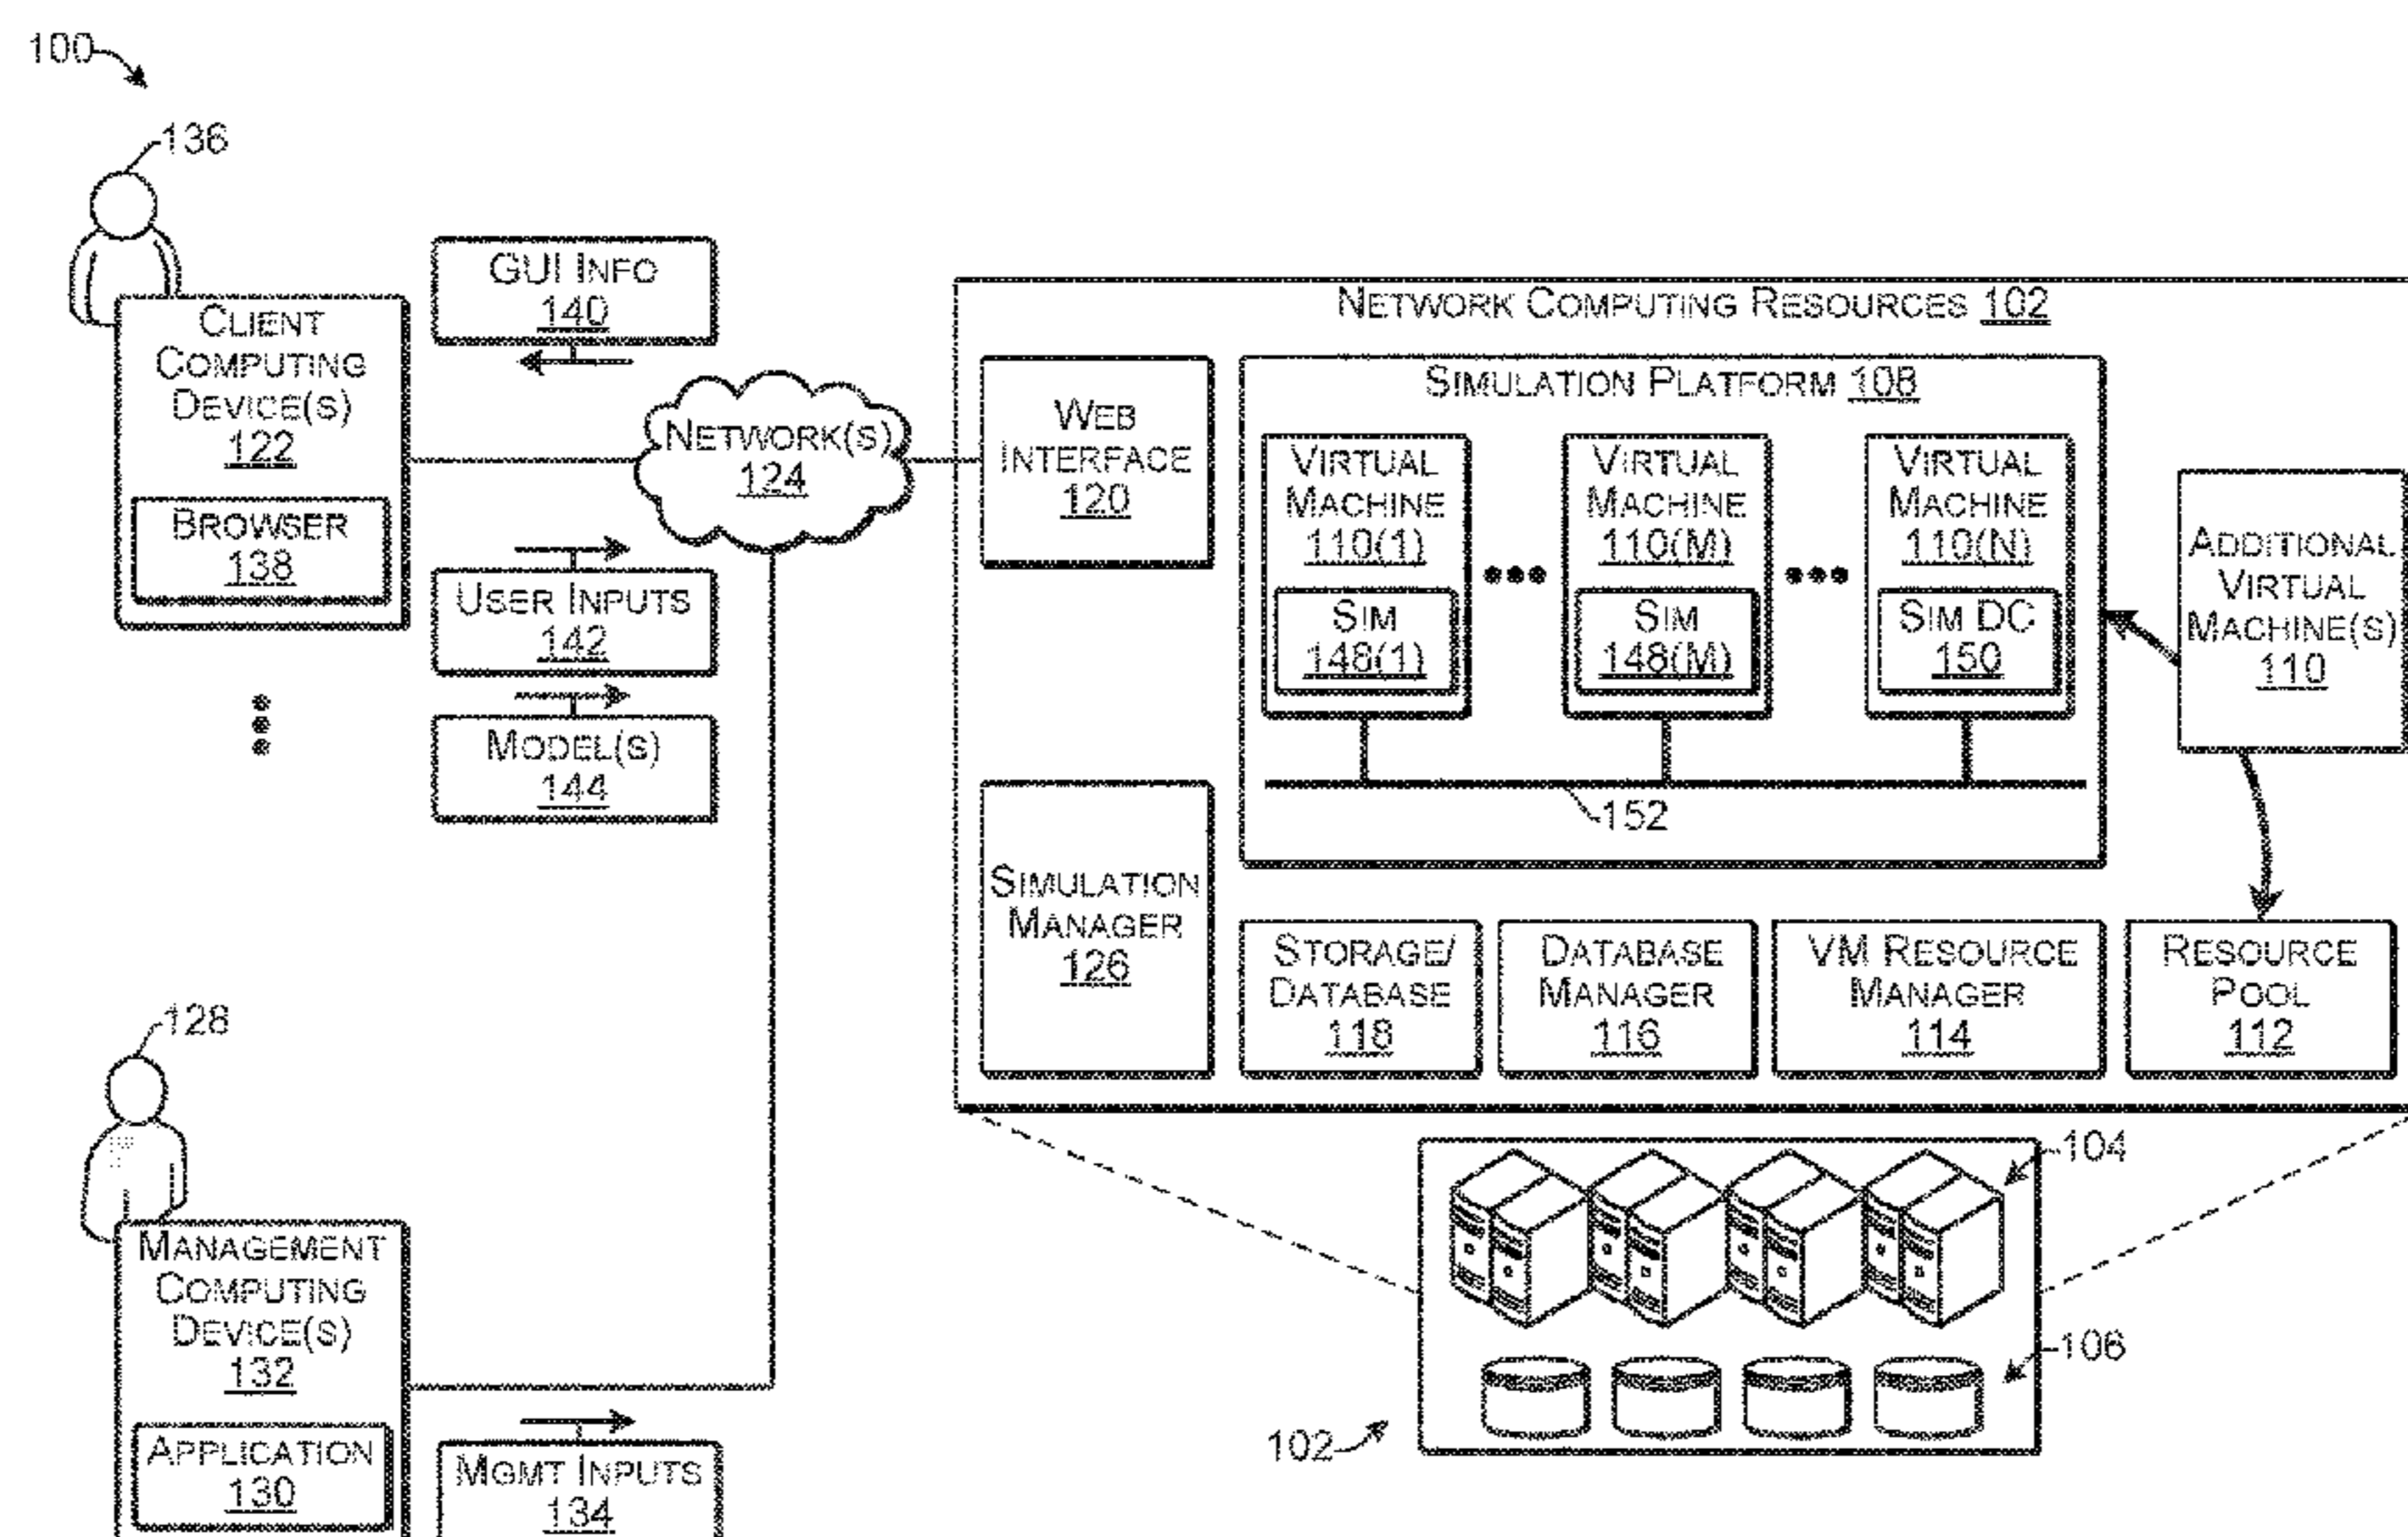 100
136
GUI INFO
140
CLIENT
COMPUTING
DEVICE(S)
122
BROWSER
138
NETWORK(S)
124
USER INPUTS
142
MODEL(S)
144
NETWORK COMPUTING RESOURCES 102
WEB
INTERFACE
120
SIMULATION PLATFORM 108
VIRTUAL
MACHINE
110(1)
SIM
148(1)
VIRTUAL
MACHINE
110(M)
SIM
148(M)
VIRTUAL
MACHINE
110(N)
SIM DC
150
152
ADDITIONAL
VIRTUAL
MACHINE(S)
110
SIMULATION
MANAGER
126
STORAGE/
DATABASE
118
DATABASE
MANAGER
116
VM RESOURCE
MANAGER
114
RESOURCE
POOL
112
128
MANAGEMENT
COMPUTING
DEVICE(S)
132
APPLICATION
130
MGMT INPUTS
134
104
106
102